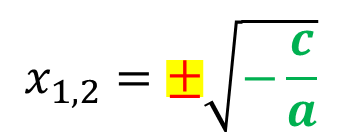 x₁,₂ = ±√(−c/a)